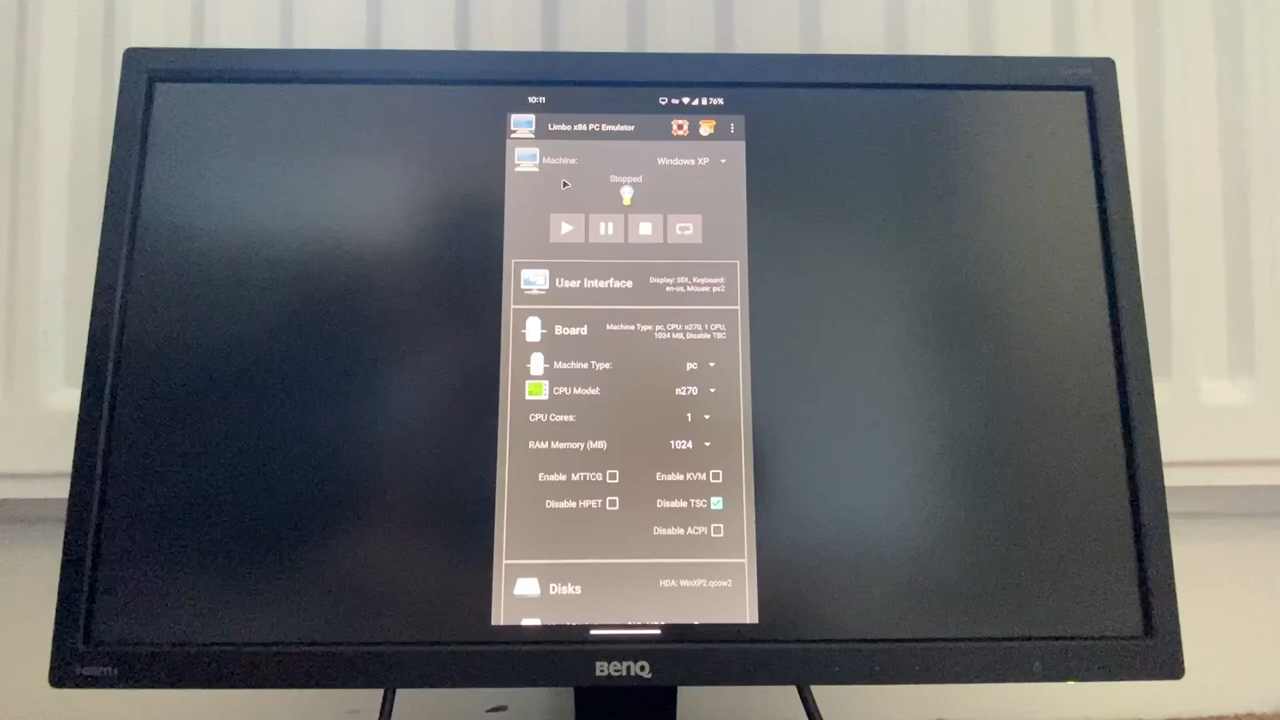 10:11 76%
Limbo x86 PC Emulator
Machine: Windows XP
Stopped
User Interface Display: SDL, Keyboard:
en-us, Mouse: ps2
Board Machine Type: pc, CPU: n270, 1 CPU,
1024 MB, Disable TSC
Machine Type: pc
CPU Model: n270
CPU Cores: 1
RAM Memory (MB) 1024
Enable MTTCG Enable KVM
Disable HPET Disable TSC
Disable ACPI
Disks HDA: WinXP2.qcow2
HDMI
BenQ